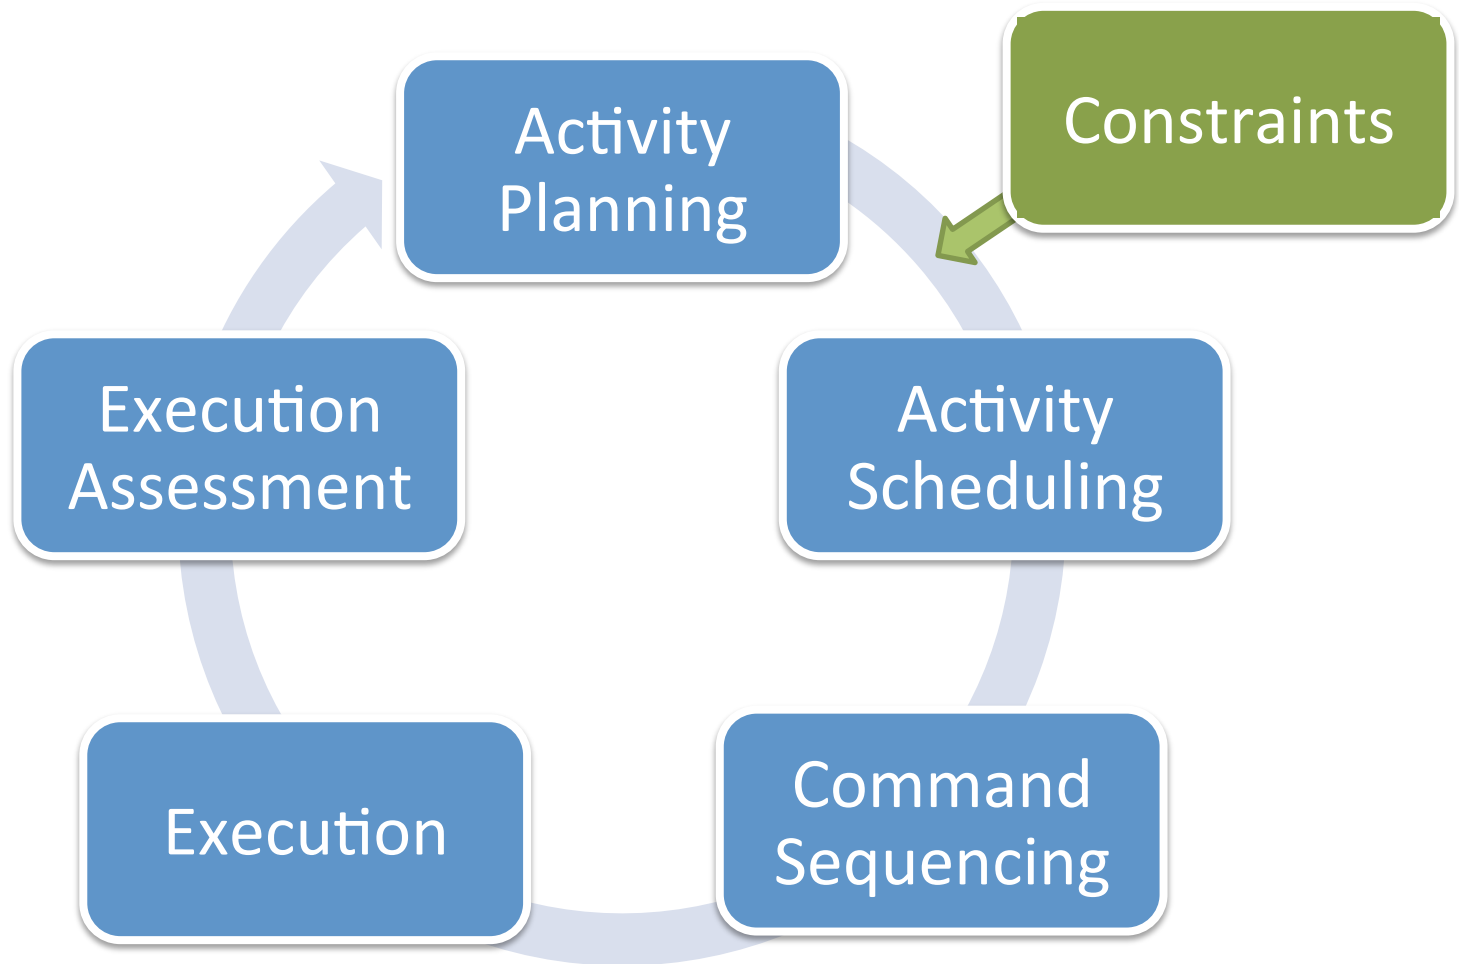 Activity
Planning
Constraints
Activity
Scheduling
Command
Sequencing
Execution
Execution
Assessment